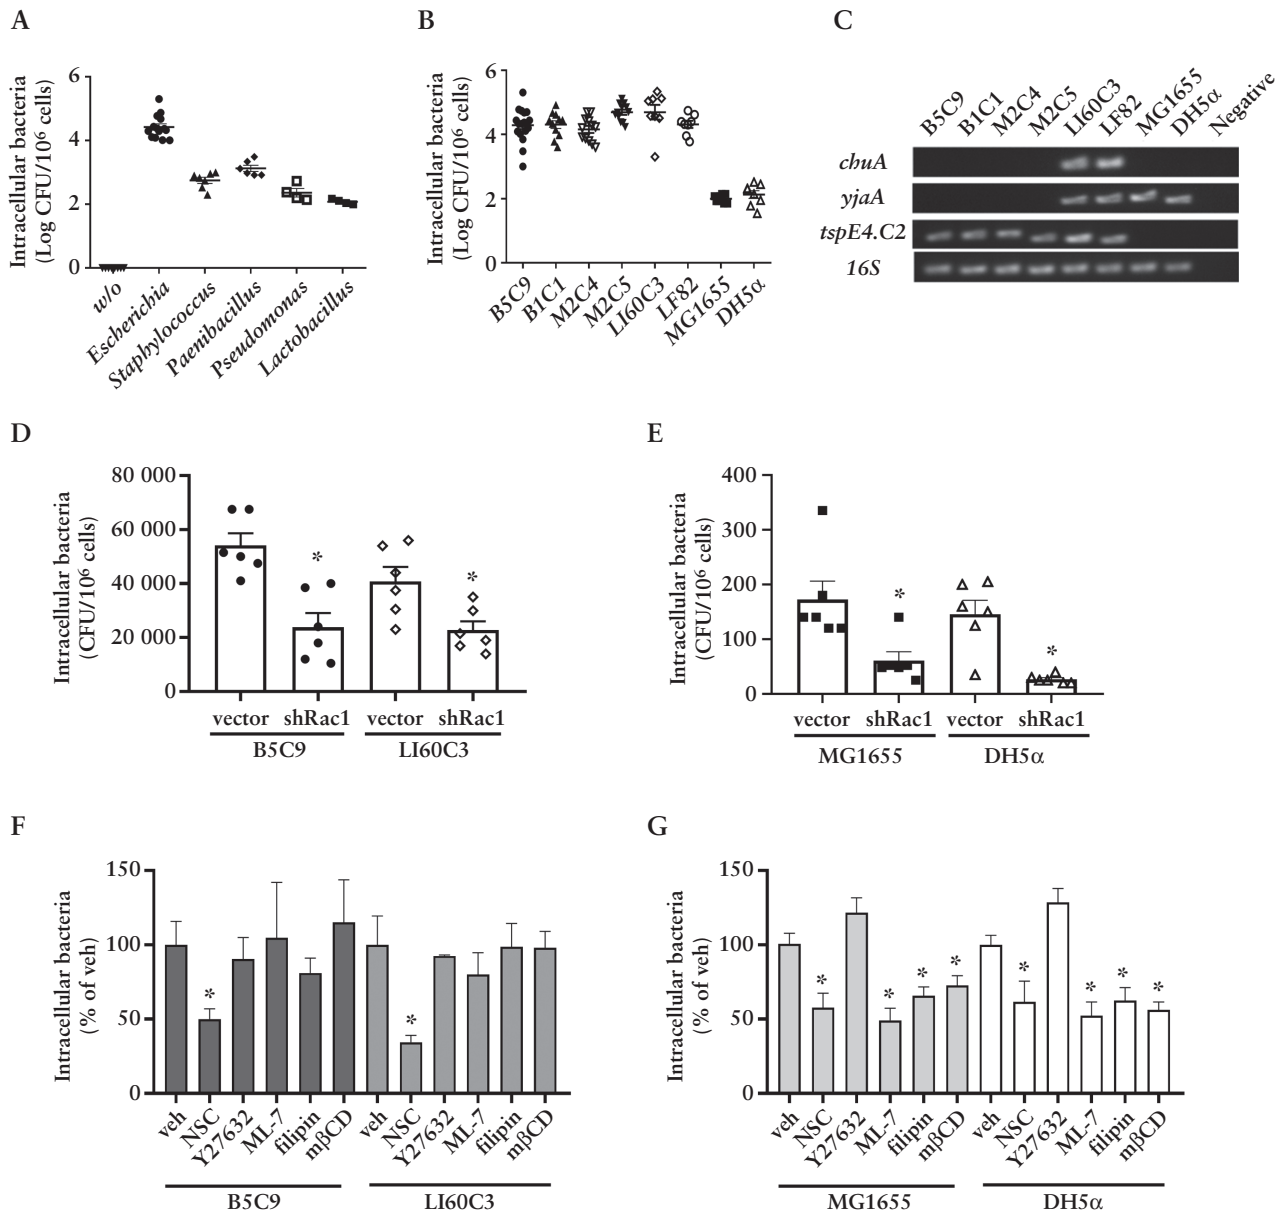 A
Intracellular bacteria
(Log CFU/10⁶ cells)
6
4
2
0
w/o
Escherichia
Staphylococcus
Paenibacillus
Pseudomonas
Lactobacillus
B
Intracellular bacteria
(Log CFU/10⁶ cells)
6
4
2
0
B5C9
B1C1
M2C4
M2C5
LI60C3
LF82
MG1655
DH5α
C
B5C9
B1C1
M2C4
M2C5
LI60C3
LF82
MG1655
DH5α
Negative
chuA
yjaA
tspE4.C2
16S
D
Intracellular bacteria
(CFU/10⁶ cells)
80 000
60 000
40 000
20 000
0
* *
vector shRac1 vector shRac1
B5C9 LI60C3
E
Intracellular bacteria
(CFU/10⁶ cells)
400
300
200
100
0
* *
vector shRac1 vector shRac1
MG1655 DH5α
F
Intracellular bacteria
(% of veh)
150
100
50
0
* *
veh
NSC
Y27632
ML-7
filipin
mβCD
veh
NSC
Y27632
ML-7
filipin
mβCD
B5C9 LI60C3
G
Intracellular bacteria
(% of veh)
150
100
50
0
* * * * * * * *
veh
NSC
Y27632
ML-7
filipin
mβCD
veh
NSC
Y27632
ML-7
filipin
mβCD
MG1655 DH5α